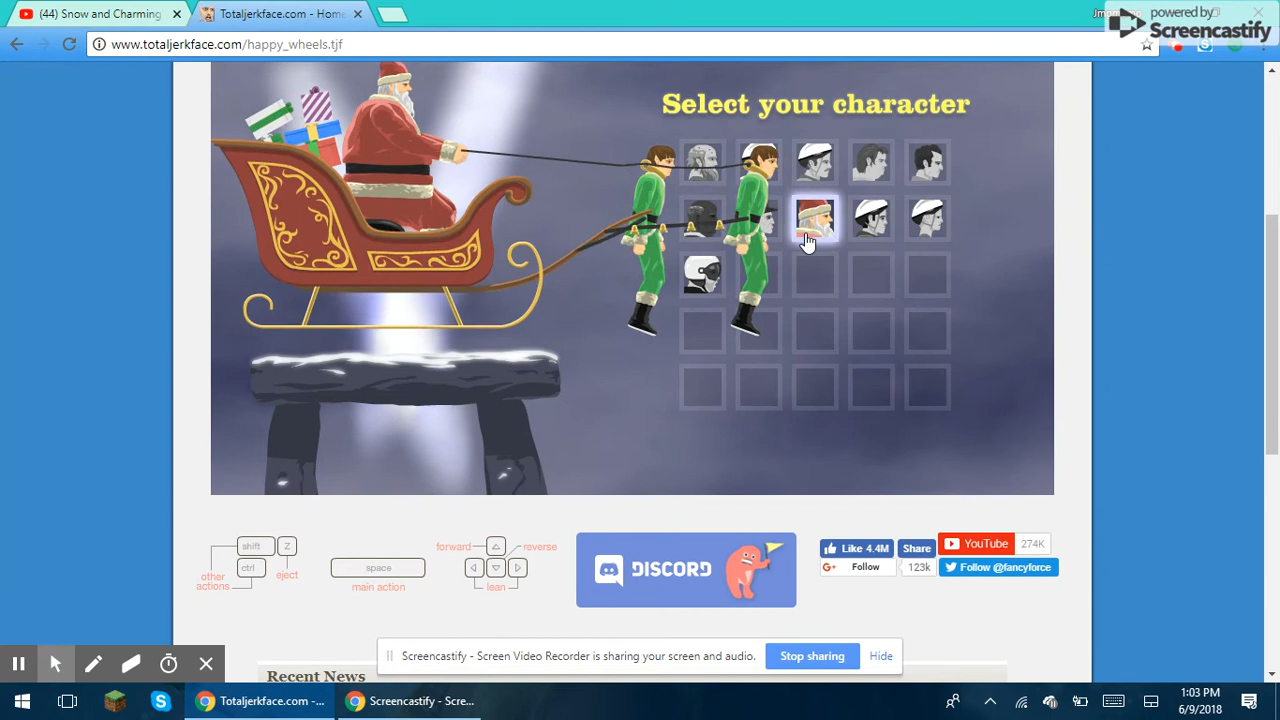 (44) Snow and Charming
Totaljerkface.com - Hom
powered by
Screencastify
www.totaljerkface.com/happy_wheels.tjf
Select your character
shift
Z
ctrl
other
actions
eject
space
main action
forward
reverse
lean
DISCORD
Like 4.4M
Share
YouTube
274K
G+
Follow
123k
Follow @fancyforce
Screencastify - Screen Video Recorder is sharing your screen and audio.
Stop sharing
Hide
Recent News
Totaljerkface.com -...
Screencastify - Scre...
1:03 PM
6/9/2018